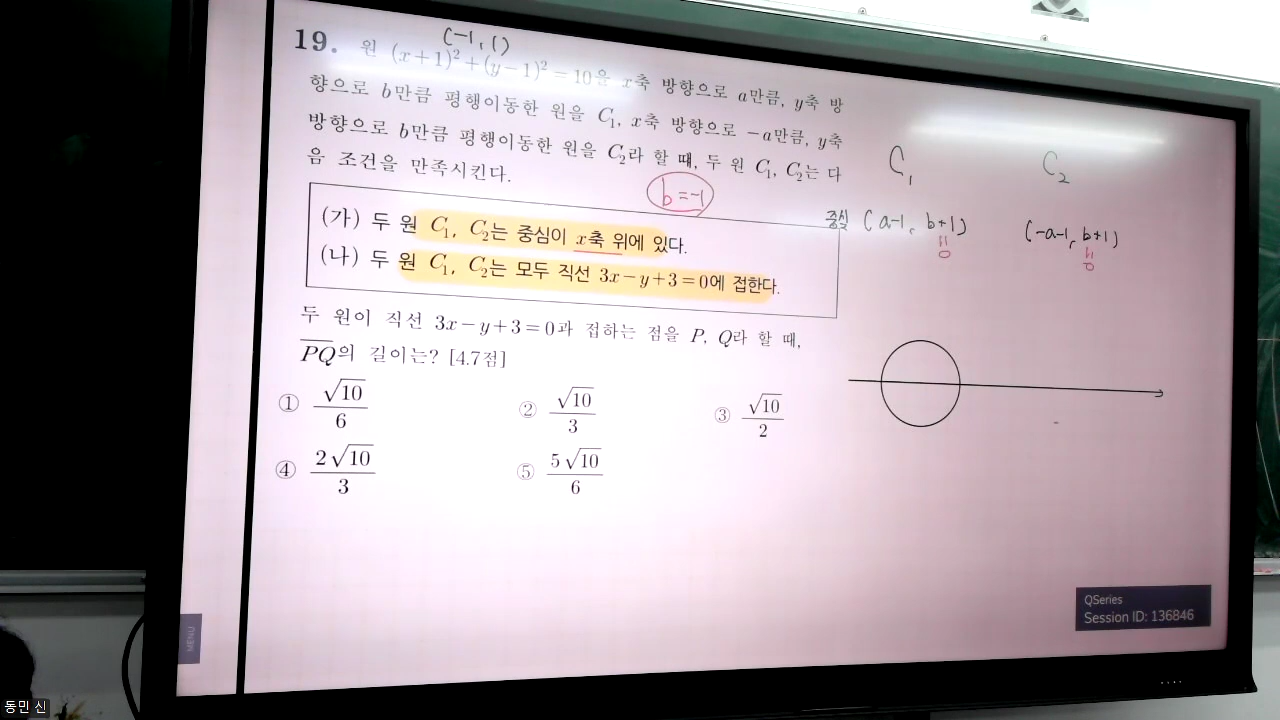 (-1, 1)
19. 원 (x+1)²+(y-1)²=10을 x축 방향으로 a만큼, y축 방
향으로 b만큼 평행이동한 원을 C₁, x축 방향으로 -a만큼, y축
방향으로 b만큼 평행이동한 원을 C₂라 할 때, 두 원 C₁, C₂는 다
음 조건을 만족시킨다.
b=-1
(가) 두 원 C₁, C₂는 중심이 x축 위에 있다.
(나) 두 원 C₁, C₂는 모두 직선 3x-y+3=0에 접한다.
두 원이 직선 3x-y+3=0과 접하는 점을 P, Q라 할 때,
PQ의 길이는? [4.7점]
① √10/6 ② √10/3 ③ √10/2
④ 2√10/3 ⑤ 5√10/6
C₁ C₂
중심 (a-1, b+1) (-a-1, b+1)
=0 =0
MENU
QSeries
Session ID: 136846
동민 신